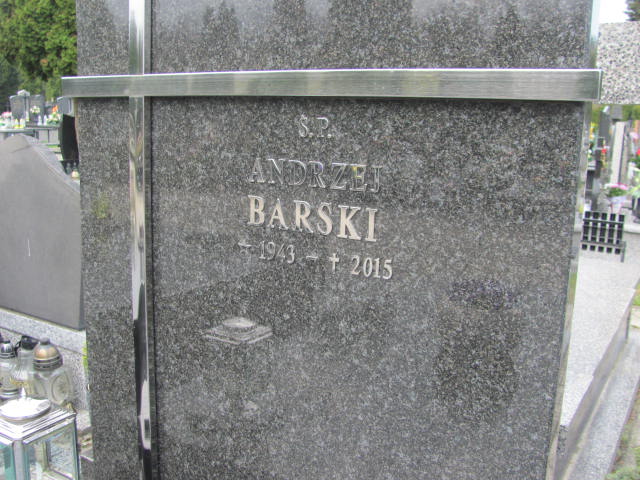 Ś.P.
ANDRZEJ
BARSKI
* 1943 - † 2015